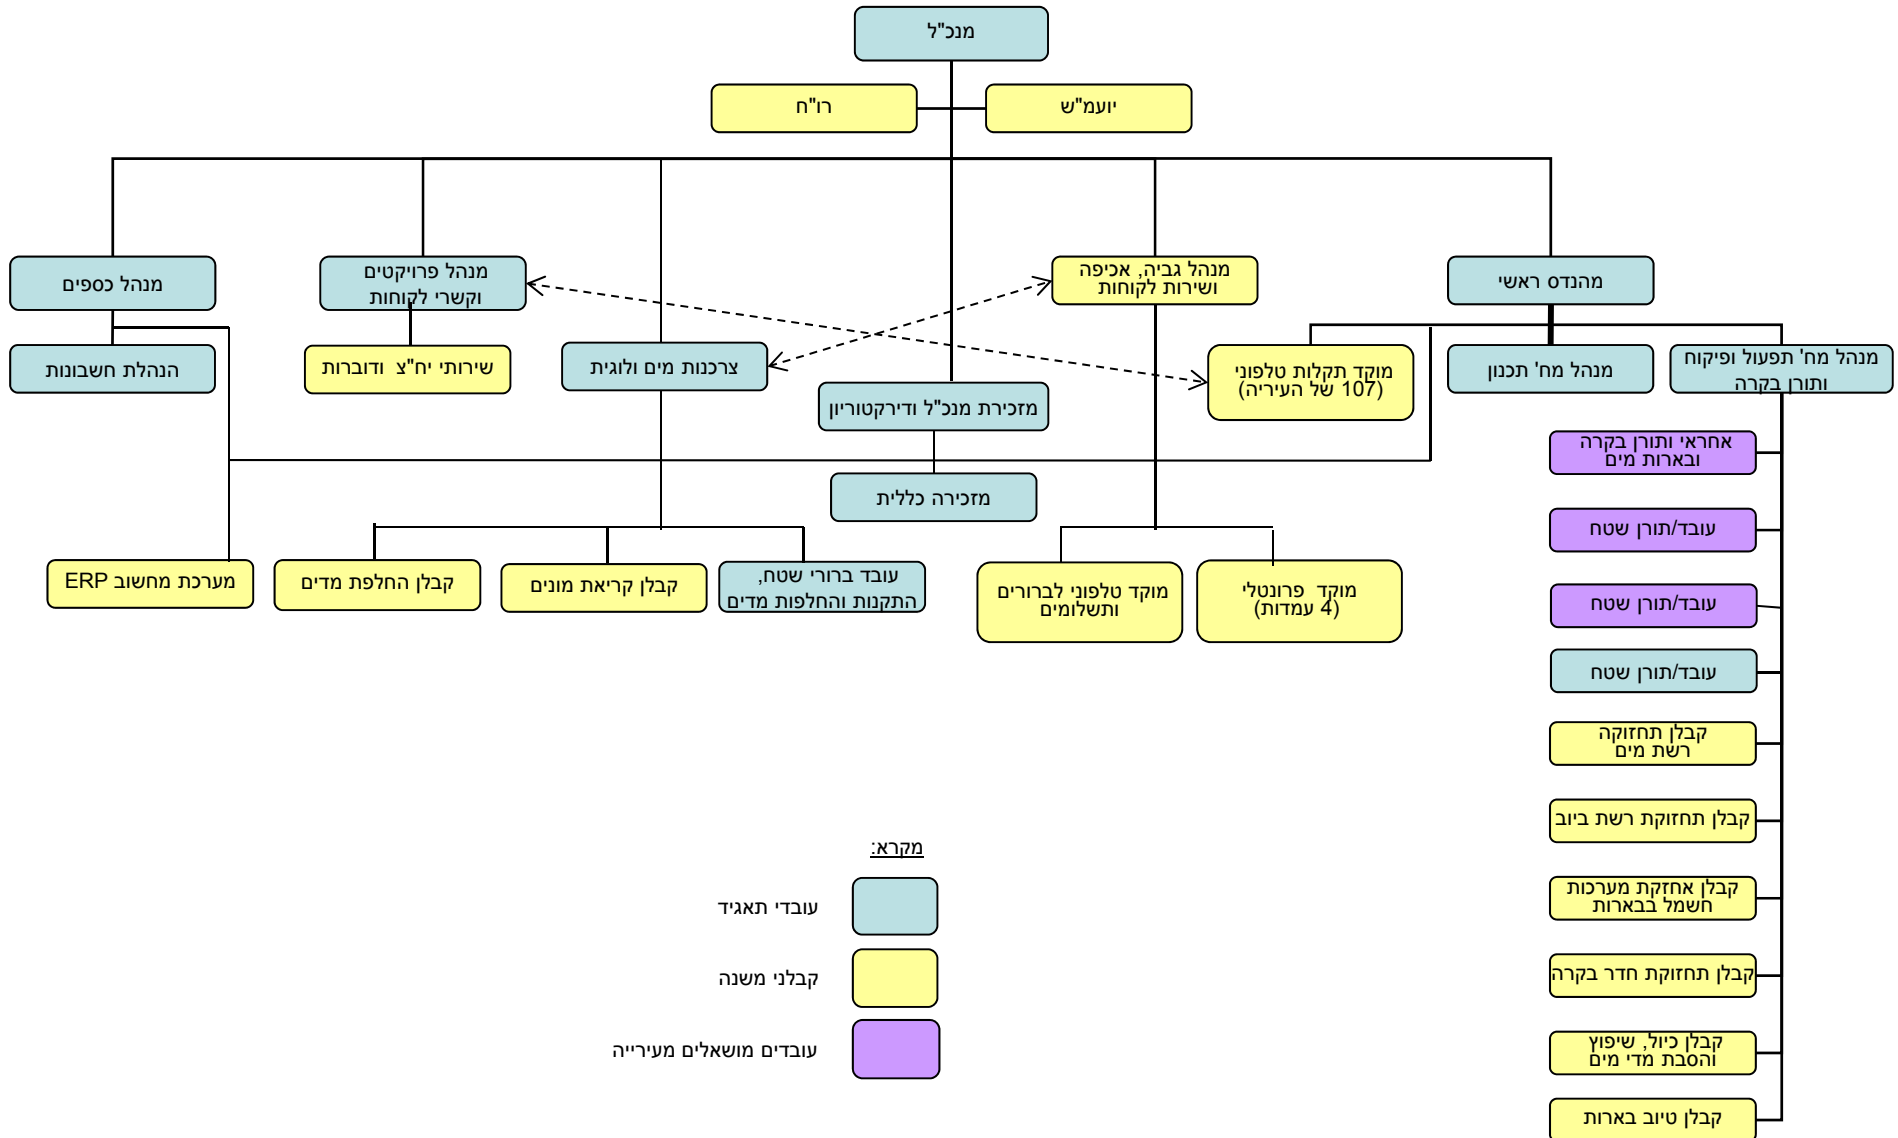 מנכ"ל
יועמ"ש
רו"ח
מהנדס ראשי
מנהל גביה, אכיפה
ושירות לקוחות
מנהל פרויקטים
וקשרי לקוחות
מנהל כספים
מנהל מח' תפעול ופיקוח
ותורן בקרה
מנהל מח' תכנון
מוקד תקלות טלפוני
(107 של העיריה)
צרכנות מים ולוגית
שירותי יח"צ ודוברות
הנהלת חשבונות
מזכירת מנכ"ל ודירקטוריון
מזכירה כללית
אחראי ותורן בקרה
ובארות מים
עובד/תורן שטח
עובד/תורן שטח
עובד/תורן שטח
קבלן תחזוקה
רשת מים
קבלן תחזוקת רשת ביוב
קבלן אחזקת מערכות
חשמל בבארות
קבלן תחזוקת חדר בקרה
קבלן כיול, שיפוץ
והסבת מדי מים
קבלן טיוב בארות
מוקד פרונטלי
(4 עמדות)
מוקד טלפוני לברורים
ותשלומים
עובד ברורי שטח,
התקנות והחלפות מדים
קבלן קריאת מונים
קבלן החלפת מדים
מערכת מחשוב ERP
מקרא:
עובדי תאגיד
קבלני משנה
עובדים מושאלים מעירייה